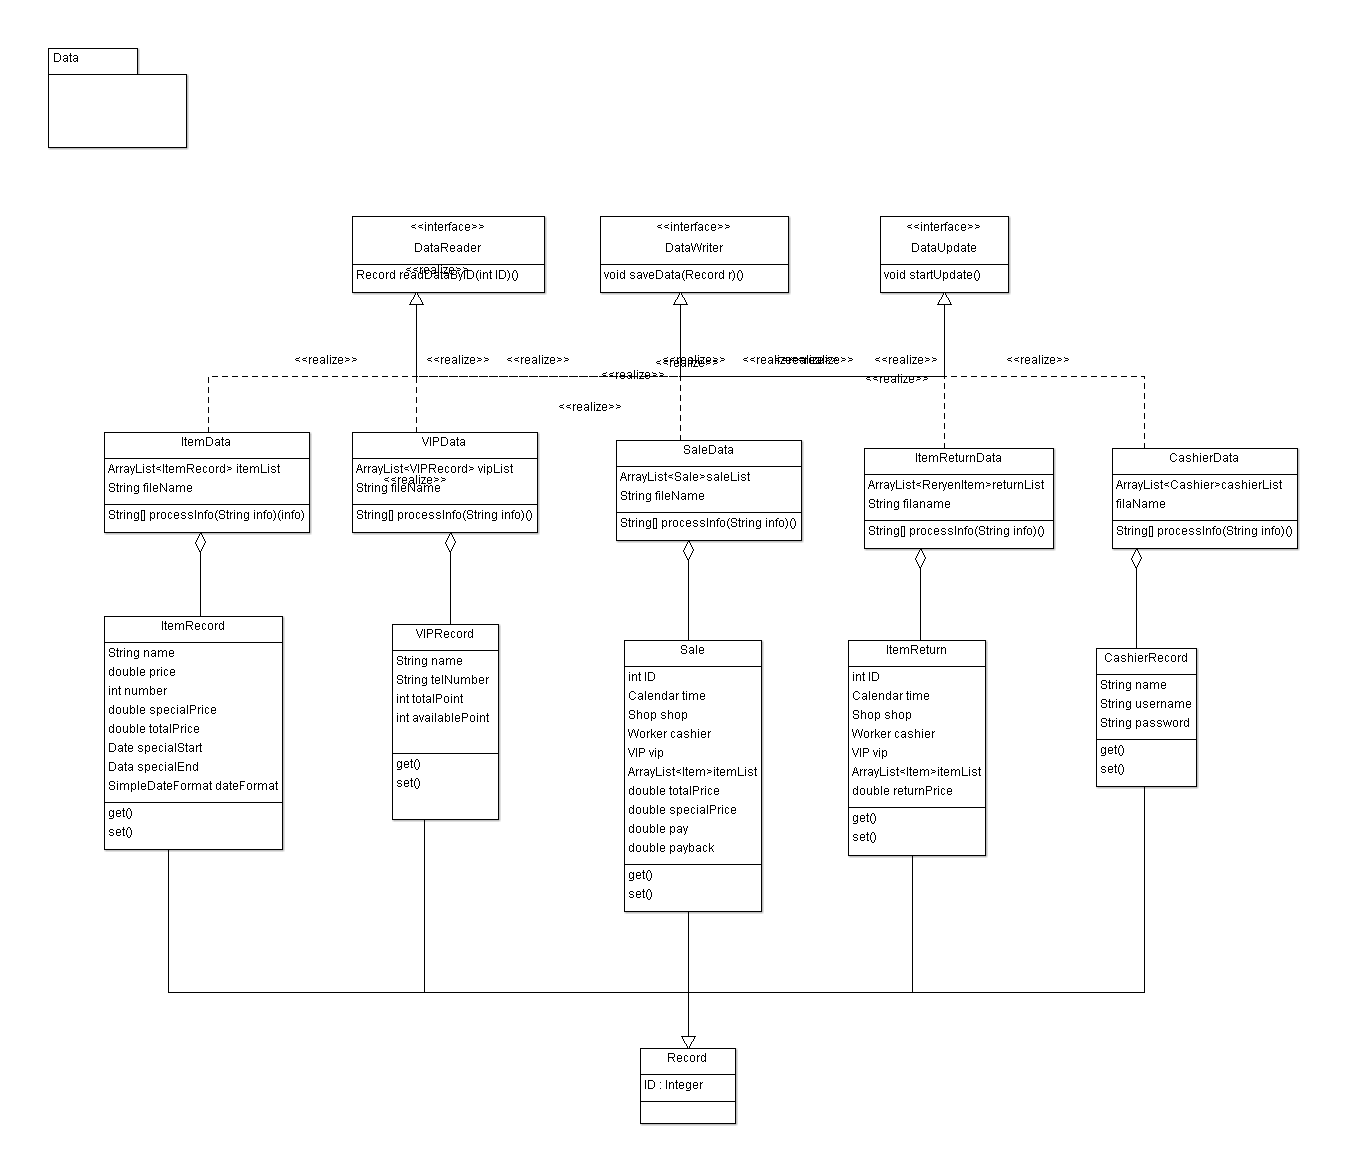 Data
<<interface>>
DataReader
Record readDataByID(int ID)()
<<realize>>
<<interface>>
DataWriter
void saveData(Record r)()
<<interface>>
DataUpdate
void startUpdate()
<<realize>>
<<realize>>
<<realize>>
<<realize>>
<<realize>>
<<realize>>
<<realize>>
<<realize>>
<<realize>>
<<realize>>
<<realize>>
<<realize>>
<<realize>>
ItemData
ArrayList<ItemRecord> itemList
String fileName
String[] processInfo(String info)(info)
VIPData
ArrayList<VIPRecord> vipList
<<realize>>
String fileName
String[] processInfo(String info)()
SaleData
ArrayList<Sale>saleList
String fileName
String[] processInfo(String info)()
ItemReturnData
ArrayList<ReryenItem>returnList
String filaname
String[] processInfo(String info)()
CashierData
ArrayList<Cashier>cashierList
filaName
String[] processInfo(String info)()
ItemRecord
String name
double price
int number
double specialPrice
double totalPrice
Date specialStart
Data specialEnd
SimpleDateFormat dateFormat
get()
set()
VIPRecord
String name
String telNumber
int totalPoint
int availablePoint
get()
set()
Sale
int ID
Calendar time
Shop shop
Worker cashier
VIP vip
ArrayList<Item>itemList
double totalPrice
double specialPrice
double pay
double payback
get()
set()
ItemReturn
int ID
Calendar time
Shop shop
Worker cashier
VIP vip
ArrayList<Item>itemList
double returnPrice
get()
set()
CashierRecord
String name
String username
String password
get()
set()
Record
ID : Integer